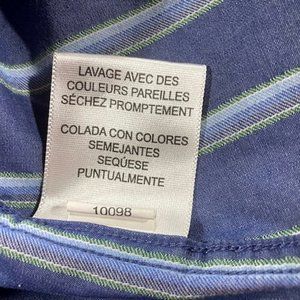 LAVAGE AVEC DES
COULEURS PAREILLES
SÉCHEZ PROMPTEMENT
COLADA CON COLORES
SEMEJANTES
SEQÚESE
PUNTUALMENTE
10098